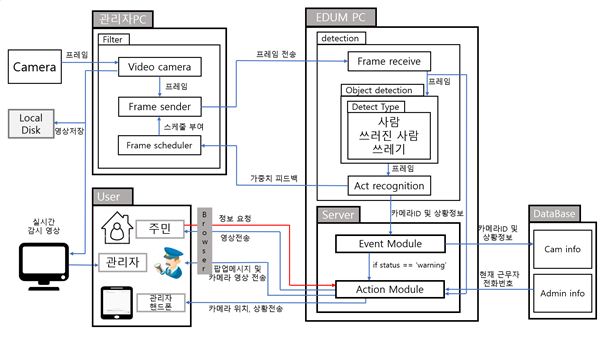 관리자PC
Filter
Camera
프레임
Video camera
프레임
Frame sender
스케줄 부여
Frame scheduler
Local
Disk
영상저장
프레임 전송
가중치 피드백
EDUM PC
detection
Frame receive
프레임
Object detection
Detect Type
사람
쓰러진 사람
쓰레기
프레임
Act recognition
카메라ID 및 상황정보
실시간
감시 영상
User
주민
관리자
관리자
핸드폰
Browser
정보 요청
영상전송
팝업메시지 및
카메라 영상 전송
카메라 위치, 상황전송
Server
Event Module
if status == 'warning'
Action Module
카메라ID 및
상황정보
현재 근무자
전화번호
DataBase
Cam info
Admin info